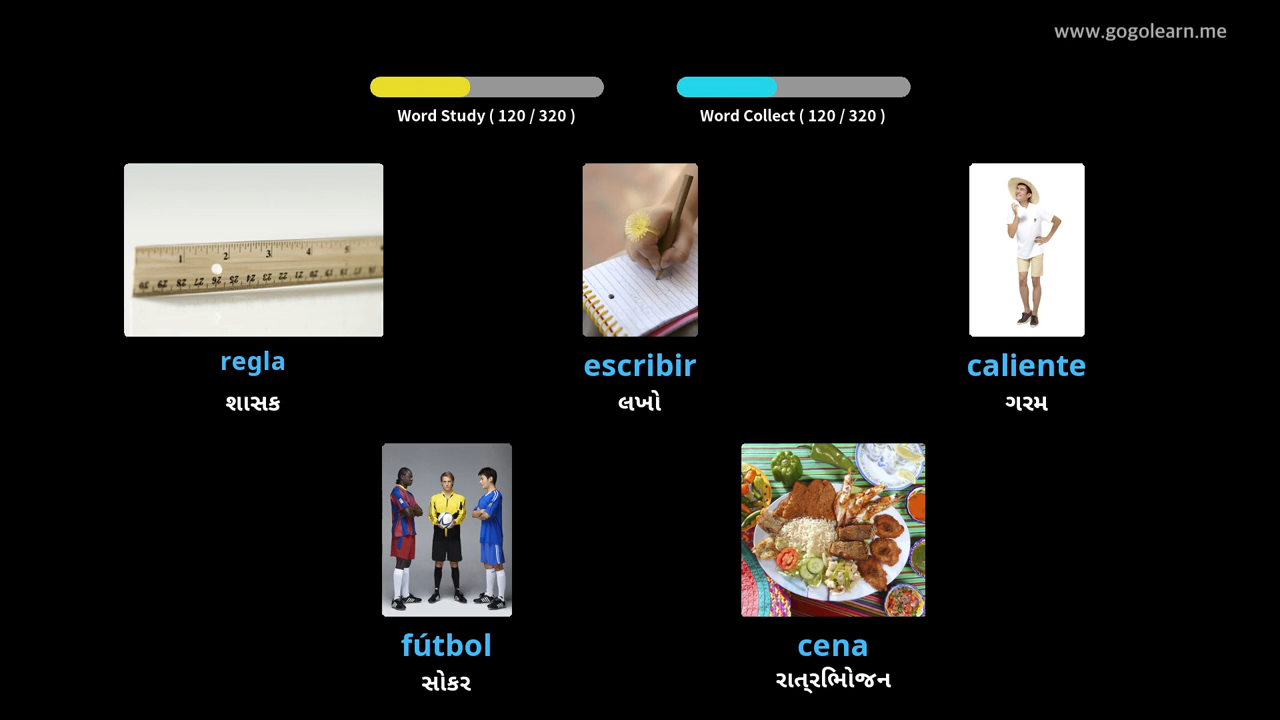 www.gogolearn.me
Word Study ( 120 / 320 )
Word Collect ( 120 / 320 )
regla
શાસક
escribir
લખો
caliente
ગરમ
fútbol
સોકર
cena
રાત્રિભોજન